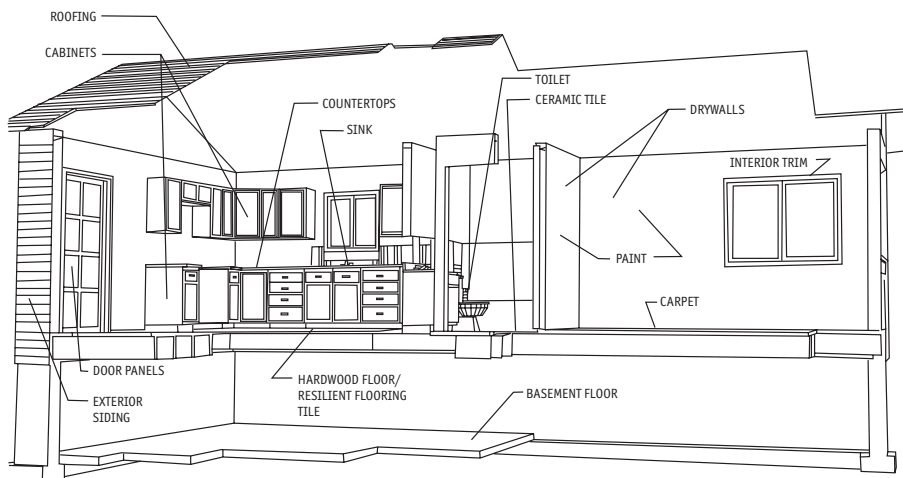 ROOFING
CABINETS
TOILET
CERAMIC TILE
COUNTERTOPS
DRYWALLS
SINK
INTERIOR TRIM
PAINT
CARPET
DOOR PANELS
HARDWOOD FLOOR/
RESILIENT FLOORING
TILE
BASEMENT FLOOR
EXTERIOR
SIDING